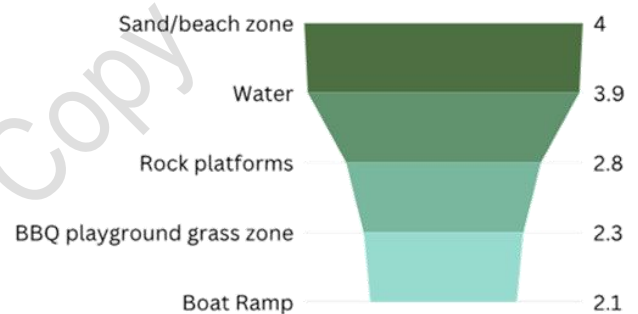 Sand/beach zone 4
Water 3.9
Rock platforms 2.8
BBQ playground grass zone 2.3
Boat Ramp 2.1
Copy